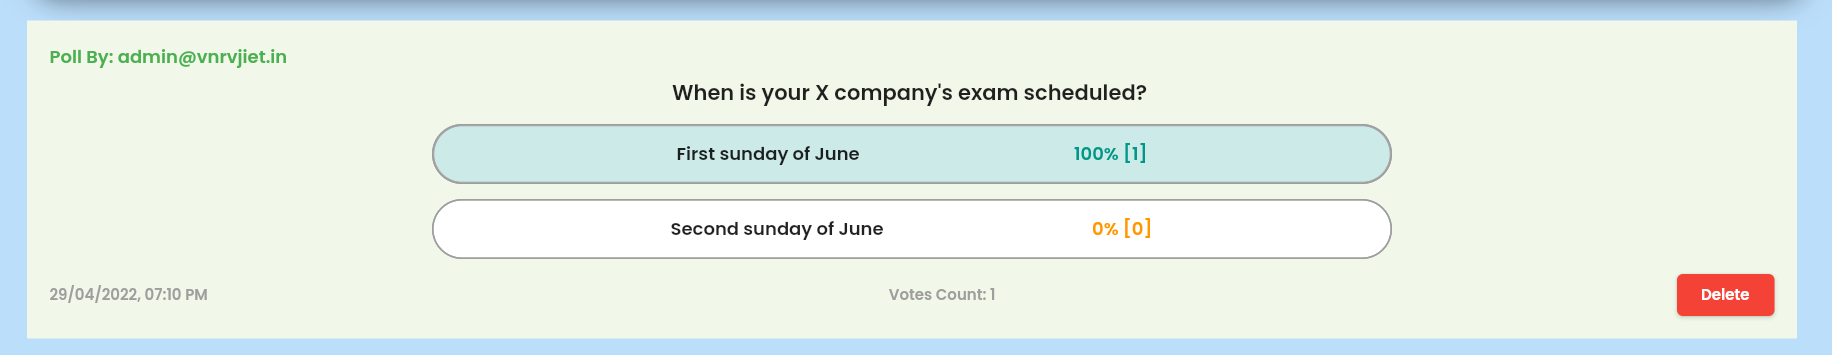 Poll By: admin@vnrvjiet.in
When is your X company's exam scheduled?
First sunday of June 100% [1]
Second sunday of June 0% [0]
29/04/2022, 07:10 PM Votes Count: 1 Delete